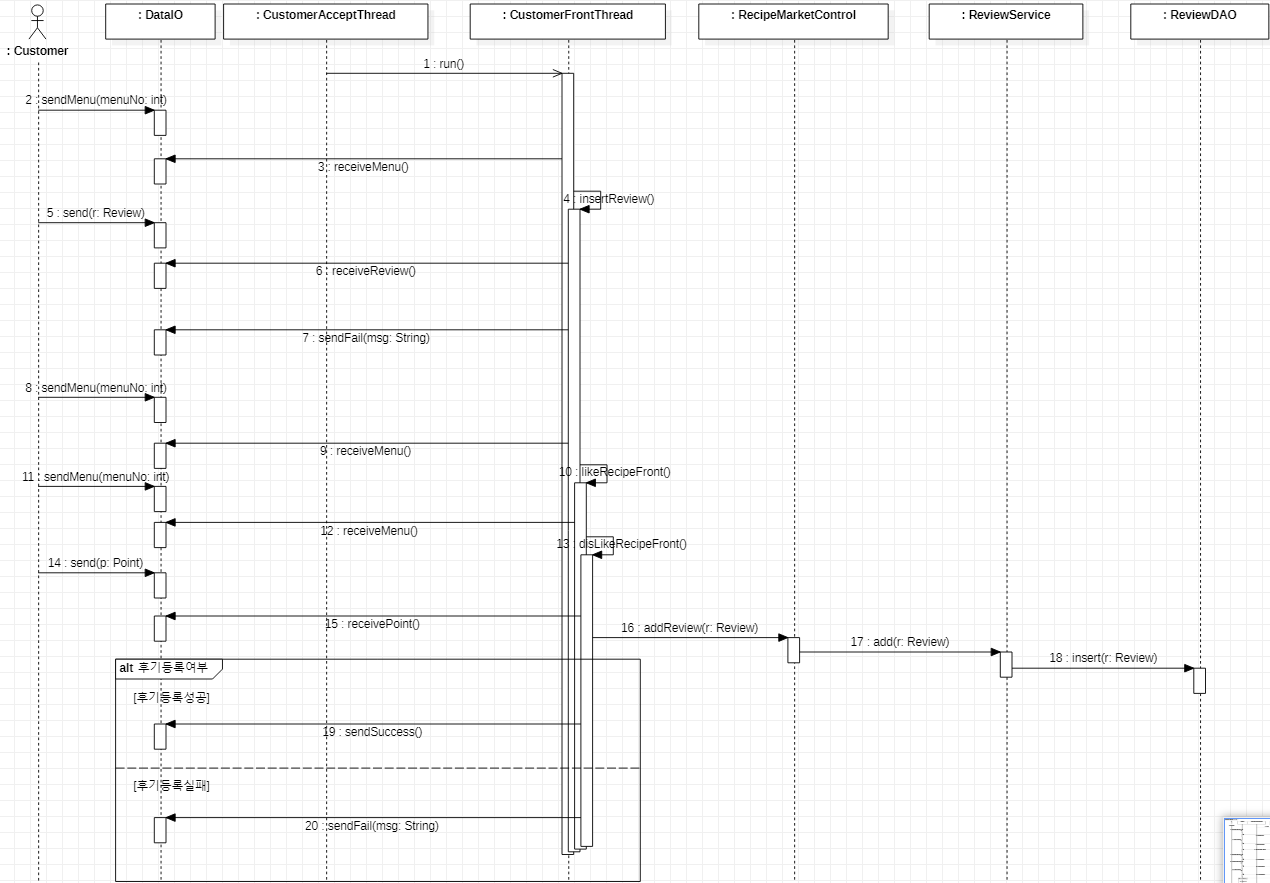 : Customer
: DataIO
: CustomerAcceptThread
: CustomerFrontThread
: RecipeMarketControl
: ReviewService
: ReviewDAO
1 : run()
2 : sendMenu(menuNo: int)
3 : receiveMenu()
4 : insertReview()
5 : send(r: Review)
6 : receiveReview()
7 : sendFail(msg: String)
8 : sendMenu(menuNo: int)
9 : receiveMenu()
10 : likeRecipeFront()
11 : sendMenu(menuNo: int)
12 : receiveMenu()
13 : disLikeRecipeFront()
14 : send(p: Point)
15 : receivePoint()
16 : addReview(r: Review)
17 : add(r: Review)
18 : insert(r: Review)
alt 후기등록여부
[후기등록성공]
19 : sendSuccess()
[후기등록실패]
20 : sendFail(msg: String)